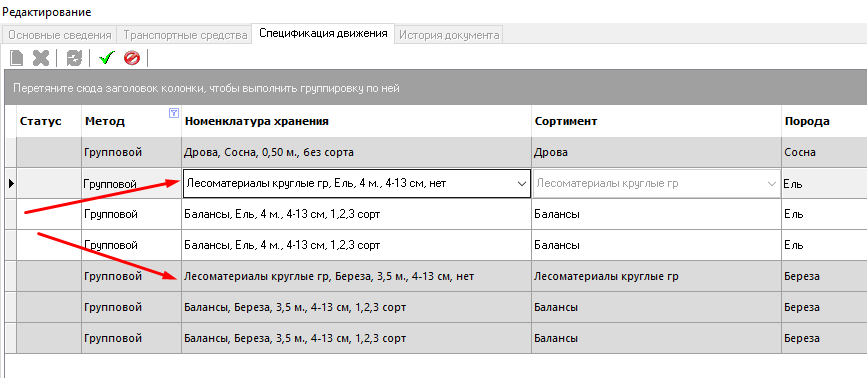 Редактирование
Основные сведения Транспортные средства Спецификация движения История документа
Перетяните сюда заголовок колонки, чтобы выполнить группировку по ней
Статус Метод Номенклатура хранения Сортимент Порода
Групповой Дрова, Сосна, 0,50 м., без сорта Дрова Сосна
Групповой Лесоматериалы круглые гр, Ель, 4 м., 4-13 см, нет Лесоматериалы круглые гр Ель
Групповой Балансы, Ель, 4 м., 4-13 см, 1,2,3 сорт Балансы Ель
Групповой Балансы, Ель, 4 м., 4-13 см, 1,2,3 сорт Балансы Ель
Групповой Лесоматериалы круглые гр, Береза, 3,5 м., 4-13 см, нет Лесоматериалы круглые гр Береза
Групповой Балансы, Береза, 3,5 м., 4-13 см, 1,2,3 сорт Балансы Береза
Групповой Балансы, Береза, 3,5 м., 4-13 см, 1,2,3 сорт Балансы Береза